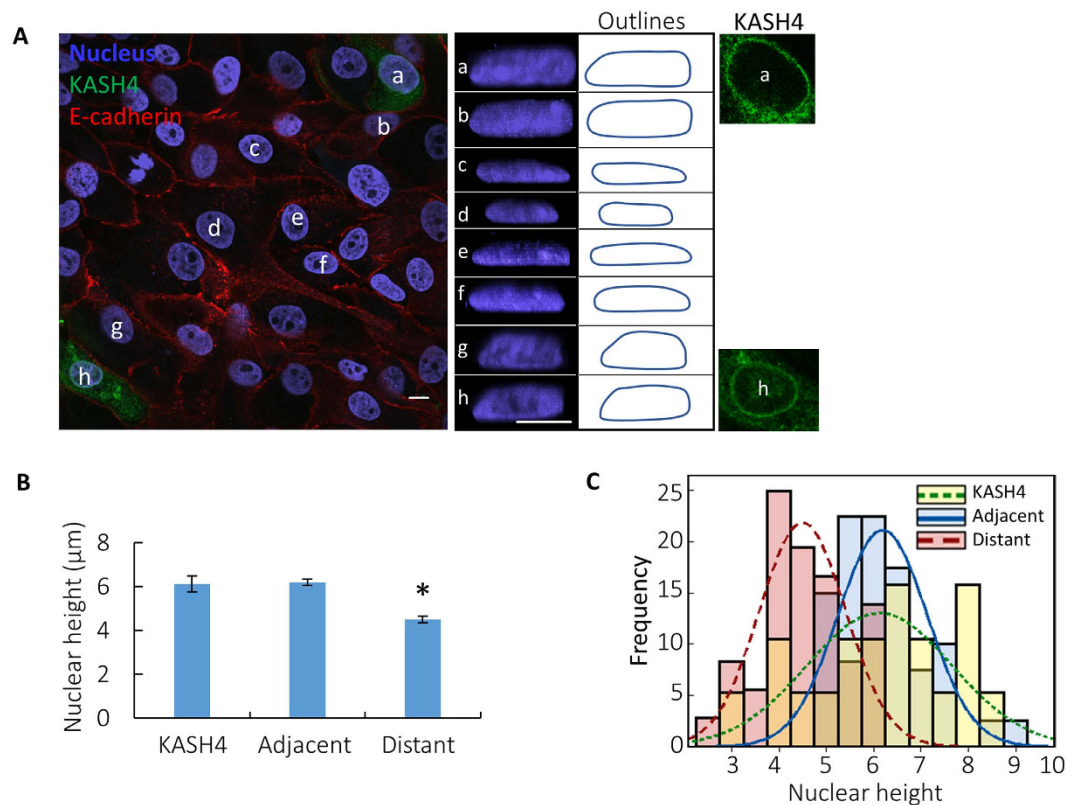 A
Nucleus
KASH4
E-cadherin
a
b
c
d
e
f
g
h
Outlines
a
b
c
d
e
f
g
h
KASH4
a
h
B
Nuclear height (µm)
8
6
4
2
0
KASH4 Adjacent Distant
*
C
Frequency
25
20
15
10
5
0
KASH4
Adjacent
Distant
3 4 5 6 7 8 9 10
Nuclear height